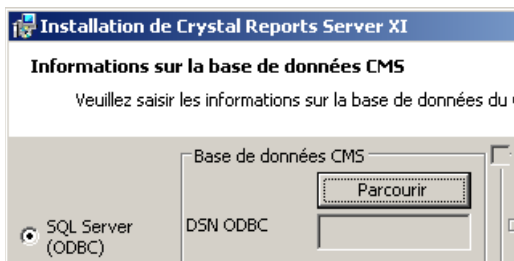 Installation de Crystal Reports Server XI
Informations sur la base de données CMS
Veuillez saisir les informations sur la base de données du
Base de données CMS
Parcourir
SQL Server
(ODBC)
DSN ODBC